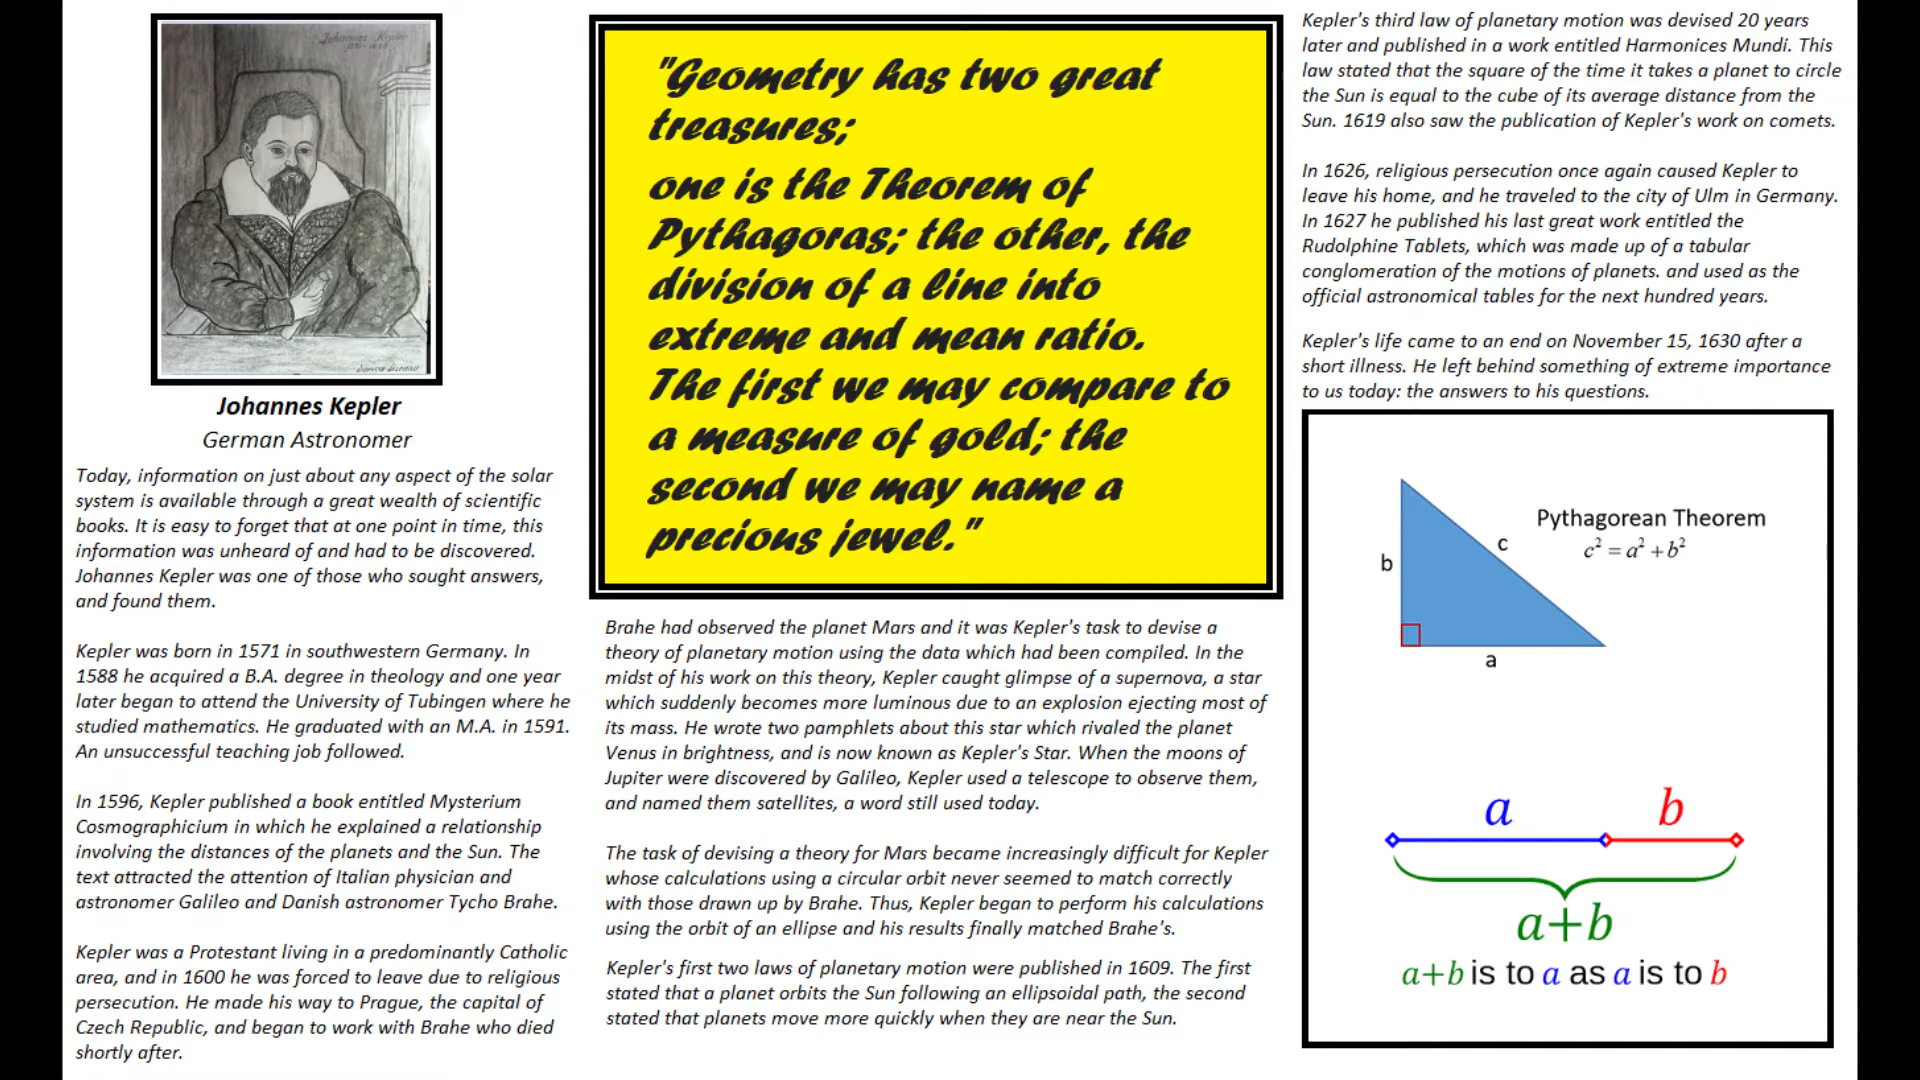 Johannes Kepler
1571-1630
Johannes Kepler
German Astronomer
Today, information on just about any aspect of the solar
system is available through a great wealth of scientific
books. It is easy to forget that at one point in time, this
information was unheard of and had to be discovered.
Johannes Kepler was one of those who sought answers,
and found them.
Kepler was born in 1571 in southwestern Germany. In
1588 he acquired a B.A. degree in theology and one year
later began to attend the University of Tubingen where he
studied mathematics. He graduated with an M.A. in 1591.
An unsuccessful teaching job followed.
In 1596, Kepler published a book entitled Mysterium
Cosmographicium in which he explained a relationship
involving the distances of the planets and the Sun. The
text attracted the attention of Italian physician and
astronomer Galileo and Danish astronomer Tycho Brahe.
Kepler was a Protestant living in a predominantly Catholic
area, and in 1600 he was forced to leave due to religious
persecution. He made his way to Prague, the capital of
Czech Republic, and began to work with Brahe who died
shortly after.
"Geometry has two great
treasures;
one is the Theorem of
Pythagoras; the other, the
division of a line into
extreme and mean ratio.
The first we may compare to
a measure of gold; the
second we may name a
precious jewel."
Brahe had observed the planet Mars and it was Kepler's task to devise a
theory of planetary motion using the data which had been compiled. In the
midst of his work on this theory, Kepler caught glimpse of a supernova, a star
which suddenly becomes more luminous due to an explosion ejecting most of
its mass. He wrote two pamphlets about this star which rivaled the planet
Venus in brightness, and is now known as Kepler's Star. When the moons of
Jupiter were discovered by Galileo, Kepler used a telescope to observe them,
and named them satellites, a word still used today.
The task of devising a theory for Mars became increasingly difficult for Kepler
whose calculations using a circular orbit never seemed to match correctly
with those drawn up by Brahe. Thus, Kepler began to perform his calculations
using the orbit of an ellipse and his results finally matched Brahe's.
Kepler's first two laws of planetary motion were published in 1609. The first
stated that a planet orbits the Sun following an ellipsoidal path, the second
stated that planets move more quickly when they are near the Sun.
Kepler's third law of planetary motion was devised 20 years
later and published in a work entitled Harmonices Mundi. This
law stated that the square of the time it takes a planet to circle
the Sun is equal to the cube of its average distance from the
Sun. 1619 also saw the publication of Kepler's work on comets.
In 1626, religious persecution once again caused Kepler to
leave his home, and he traveled to the city of Ulm in Germany.
In 1627 he published his last great work entitled the
Rudolphine Tablets, which was made up of a tabular
conglomeration of the motions of planets. and used as the
official astronomical tables for the next hundred years.
Kepler's life came to an end on November 15, 1630 after a
short illness. He left behind something of extreme importance
to us today: the answers to his questions.
Pythagorean Theorem
c² = a² + b²
b
c
a
a
b
a+b
a+b is to a as a is to b